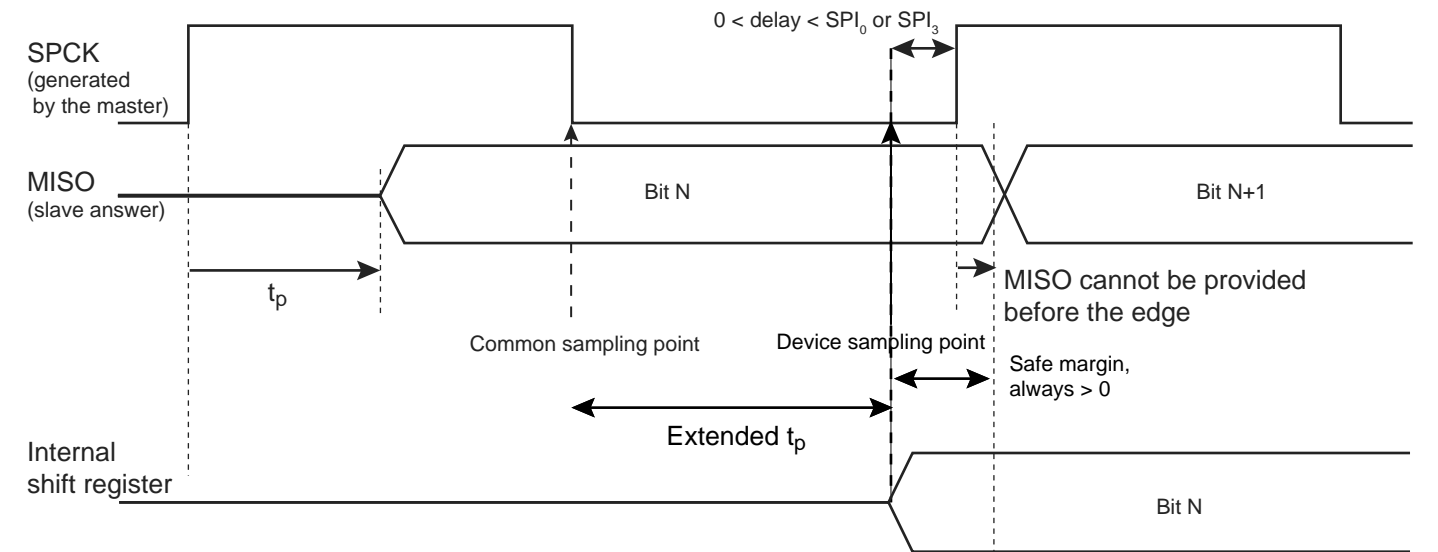 0 < delay < SPI0 or SPI3
SPCK
(generated
by the master)
MISO
(slave answer)
Bit N
Bit N+1
tp
MISO cannot be provided
before the edge
Common sampling point
Device sampling point
Safe margin,
always > 0
Extended tp
Internal
shift register
Bit N